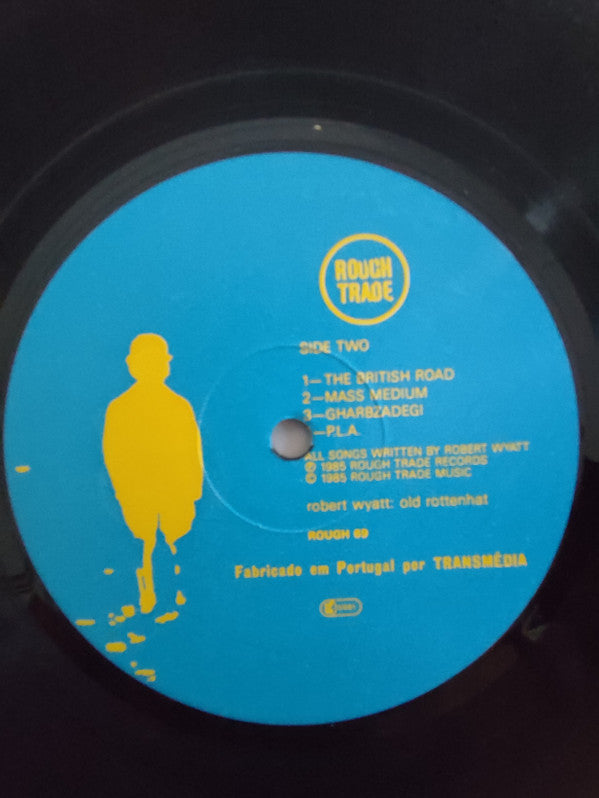 ROUGH
TRADE
SIDE TWO
1—THE BRITISH ROAD
2—MASS MEDIUM
3—GHARBZADEGI
—P.L.A.
ALL SONGS WRITTEN BY ROBERT WYATT
℗ 1985 ROUGH TRADE RECORDS
© 1985 ROUGH TRADE MUSIC
robert wyatt: old rottenhat
ROUGH 69
Fabricado em Portugal por TRANSMÉDIA